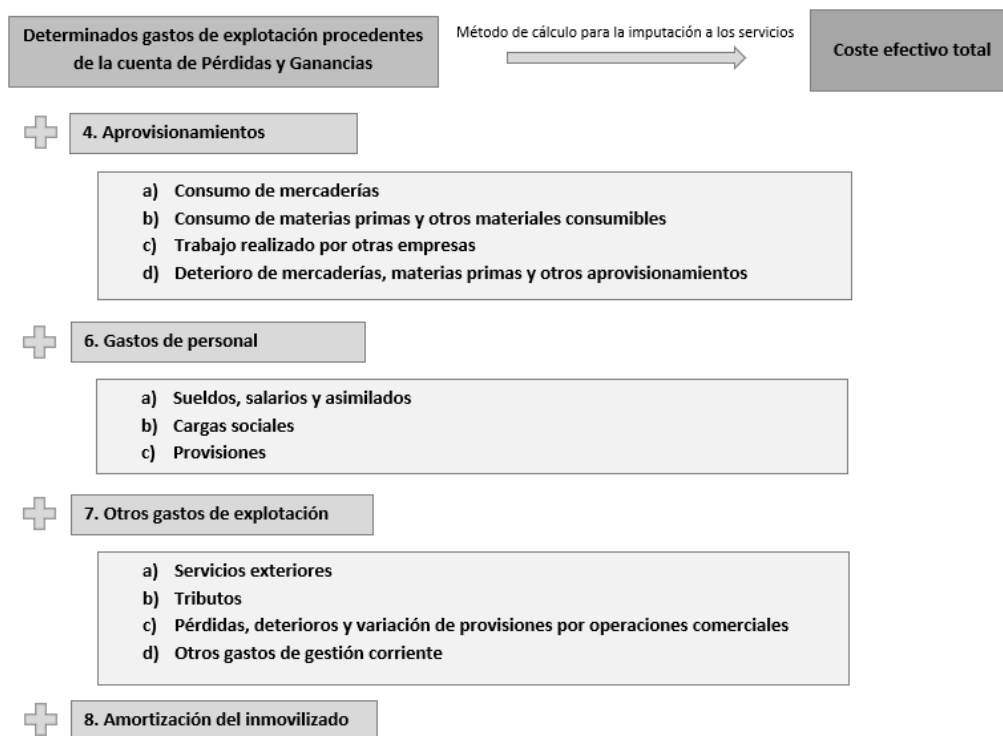 Determinados gastos de explotación procedentes
de la cuenta de Pérdidas y Ganancias
Método de cálculo para la imputación a los servicios
Coste efectivo total
4. Aprovisionamientos
a) Consumo de mercaderías
b) Consumo de materias primas y otros materiales consumibles
c) Trabajo realizado por otras empresas
d) Deterioro de mercaderías, materias primas y otros aprovisionamientos
6. Gastos de personal
a) Sueldos, salarios y asimilados
b) Cargas sociales
c) Provisiones
7. Otros gastos de explotación
a) Servicios exteriores
b) Tributos
c) Pérdidas, deterioros y variación de provisiones por operaciones comerciales
d) Otros gastos de gestión corriente
8. Amortización del inmovilizado